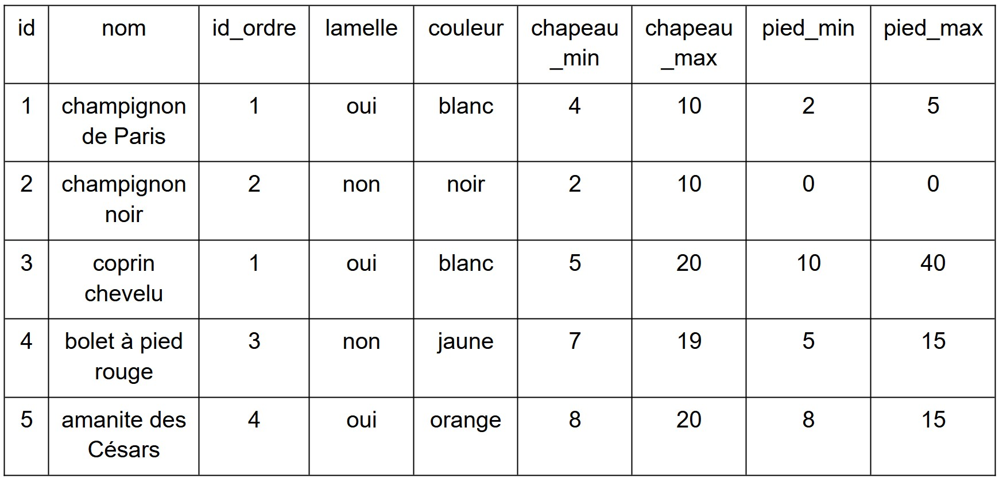 id nom id_ordre lamelle couleur chapeau_min chapeau_max pied_min pied_max
1 champignon de Paris 1 oui blanc 4 10 2 5
2 champignon noir 2 non noir 2 10 0 0
3 coprin chevelu 1 oui blanc 5 20 10 40
4 bolet à pied rouge 3 non jaune 7 19 5 15
5 amanite des Césars 4 oui orange 8 20 8 15